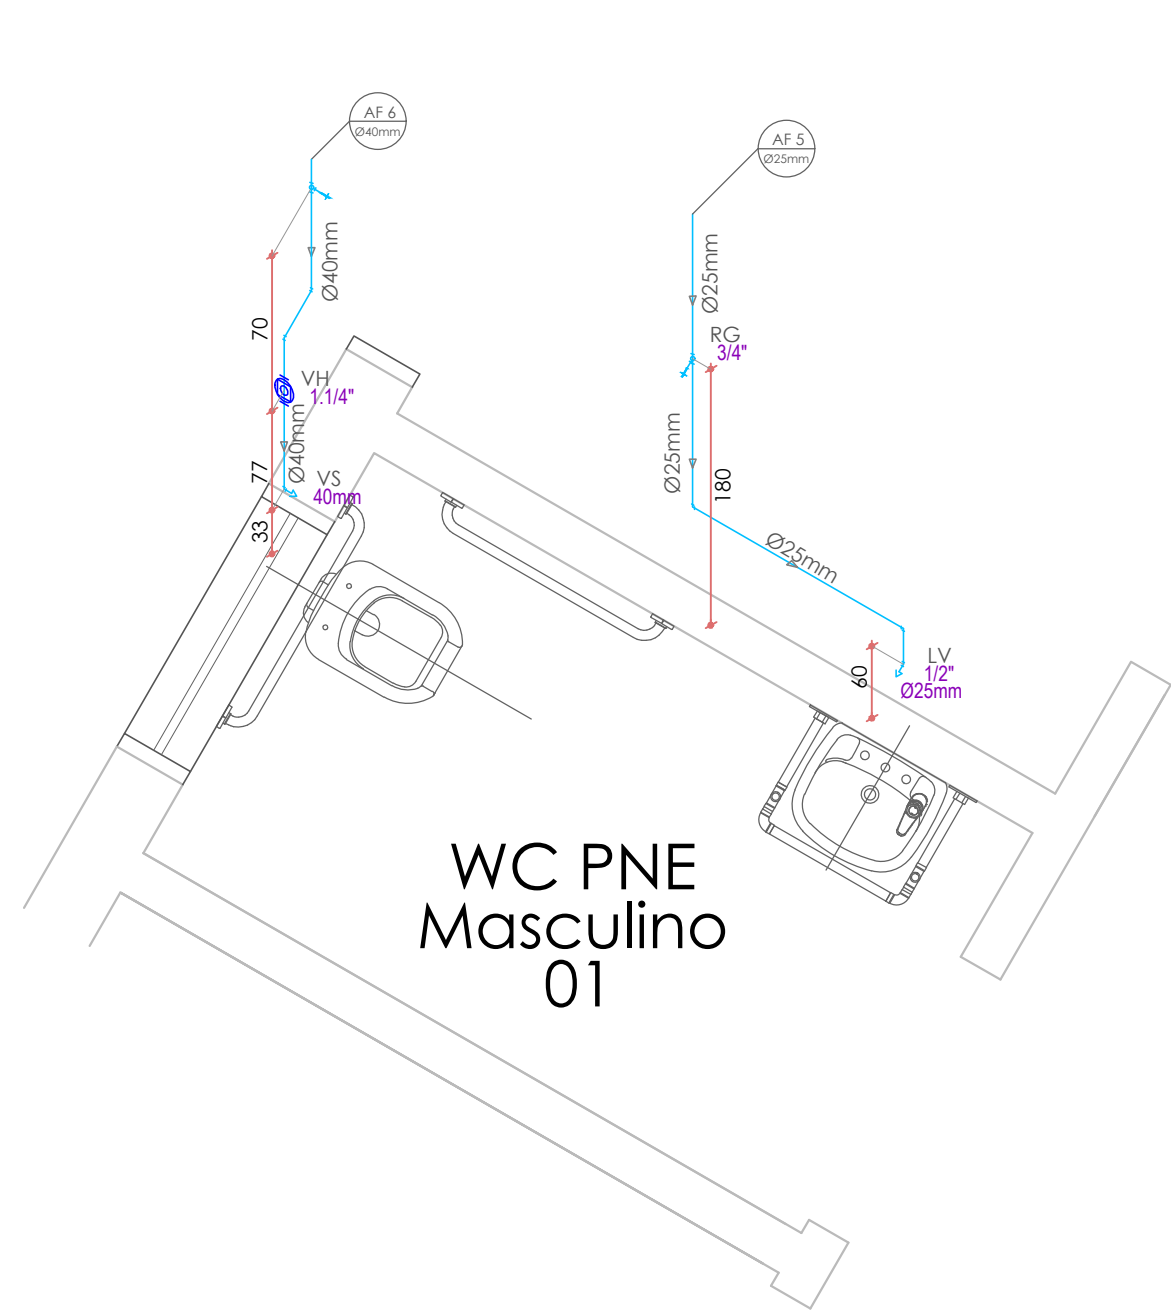 AF 6
Ø40mm
AF 5
Ø25mm
Ø40mm
Ø25mm
70
RG
3/4"
VH
1.1/4"
Ø40mm
Ø25mm
77
VS
40mm
180
33
Ø25mm
LV
1/2"
Ø25mm
60
WC PNE
Masculino
01